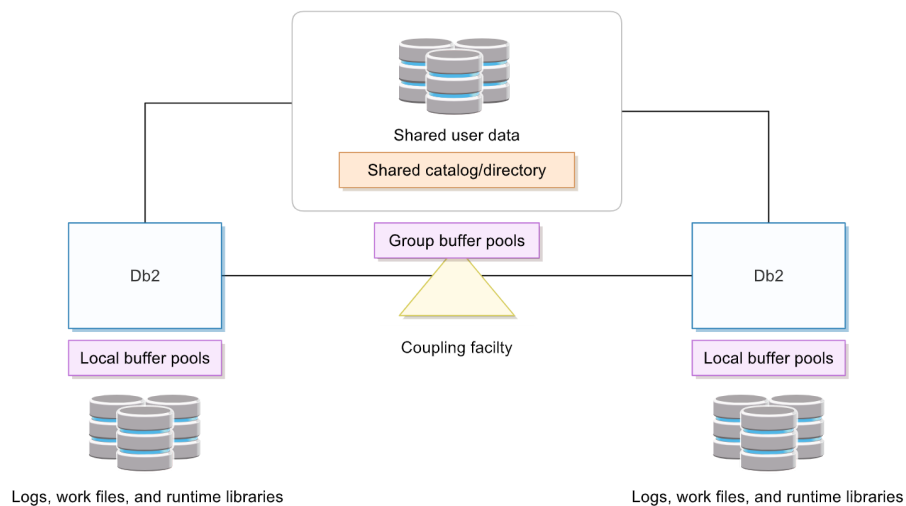 Shared user data
Shared catalog/directory
Group buffer pools
Db2
Db2
Local buffer pools
Coupling facilty
Local buffer pools
Logs, work files, and runtime libraries
Logs, work files, and runtime libraries